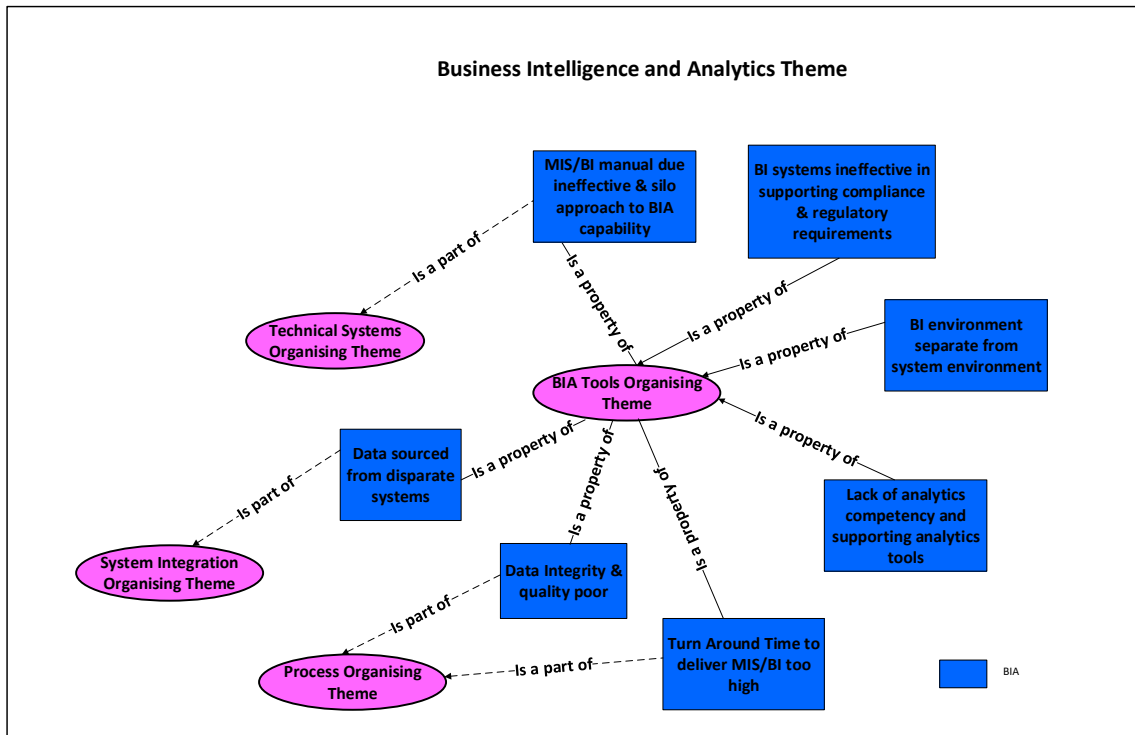 Business Intelligence and Analytics Theme
MIS/BI manual due
ineffective & silo
approach to BIA
capability
BI systems ineffective in
supporting compliance
& regulatory
requirements
Is a part of
Is a property of
Is a property of
Technical Systems
Organising Theme
Is a property of
BI environment
separate from
system environment
BIA Tools Organising
Theme
Is a property of
Data sourced
from disparate
systems
Is a property of
Is a property of
Is a property of
Is part of
Lack of analytics
competency and
supporting analytics
tools
System Integration
Organising Theme
Data Integrity &
quality poor
Is part of
Turn Around Time to
deliver MIS/BI too
high
Is a part of
Process Organising
Theme
BIA